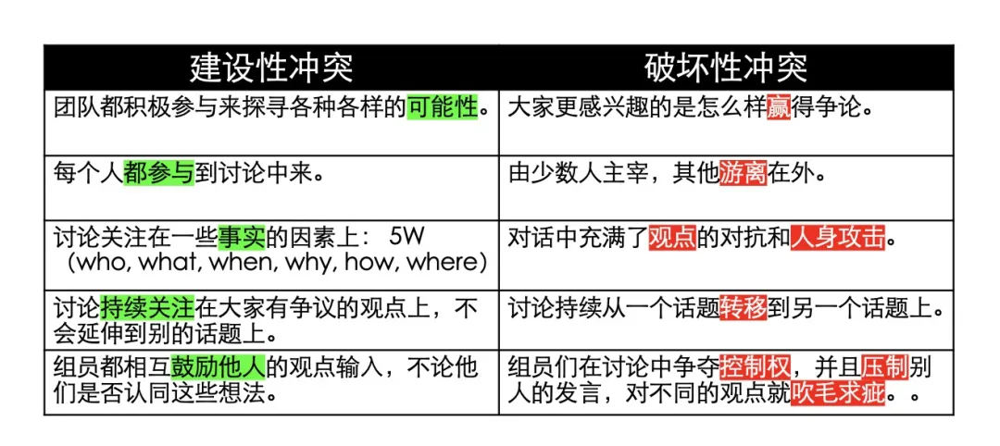 建设性冲突
破坏性冲突
团队都积极参与来探寻各种各样的可能性。
大家更感兴趣的是怎么样赢得争论。
每个人都参与到讨论中来。
由少数人主宰，其他游离在外。
讨论关注在一些事实的因素上： 5W
（who, what, when, why, how, where）
对话中充满了观点的对抗和人身攻击。
讨论持续关注在大家有争议的观点上，不
会延伸到别的话题上。
讨论持续从一个话题转移到另一个话题上。
组员都相互鼓励他人的观点输入，不论他
们是否认同这些想法。
组员们在讨论中争夺控制权，并且压制别
人的发言，对不同的观点就吹毛求疵。。